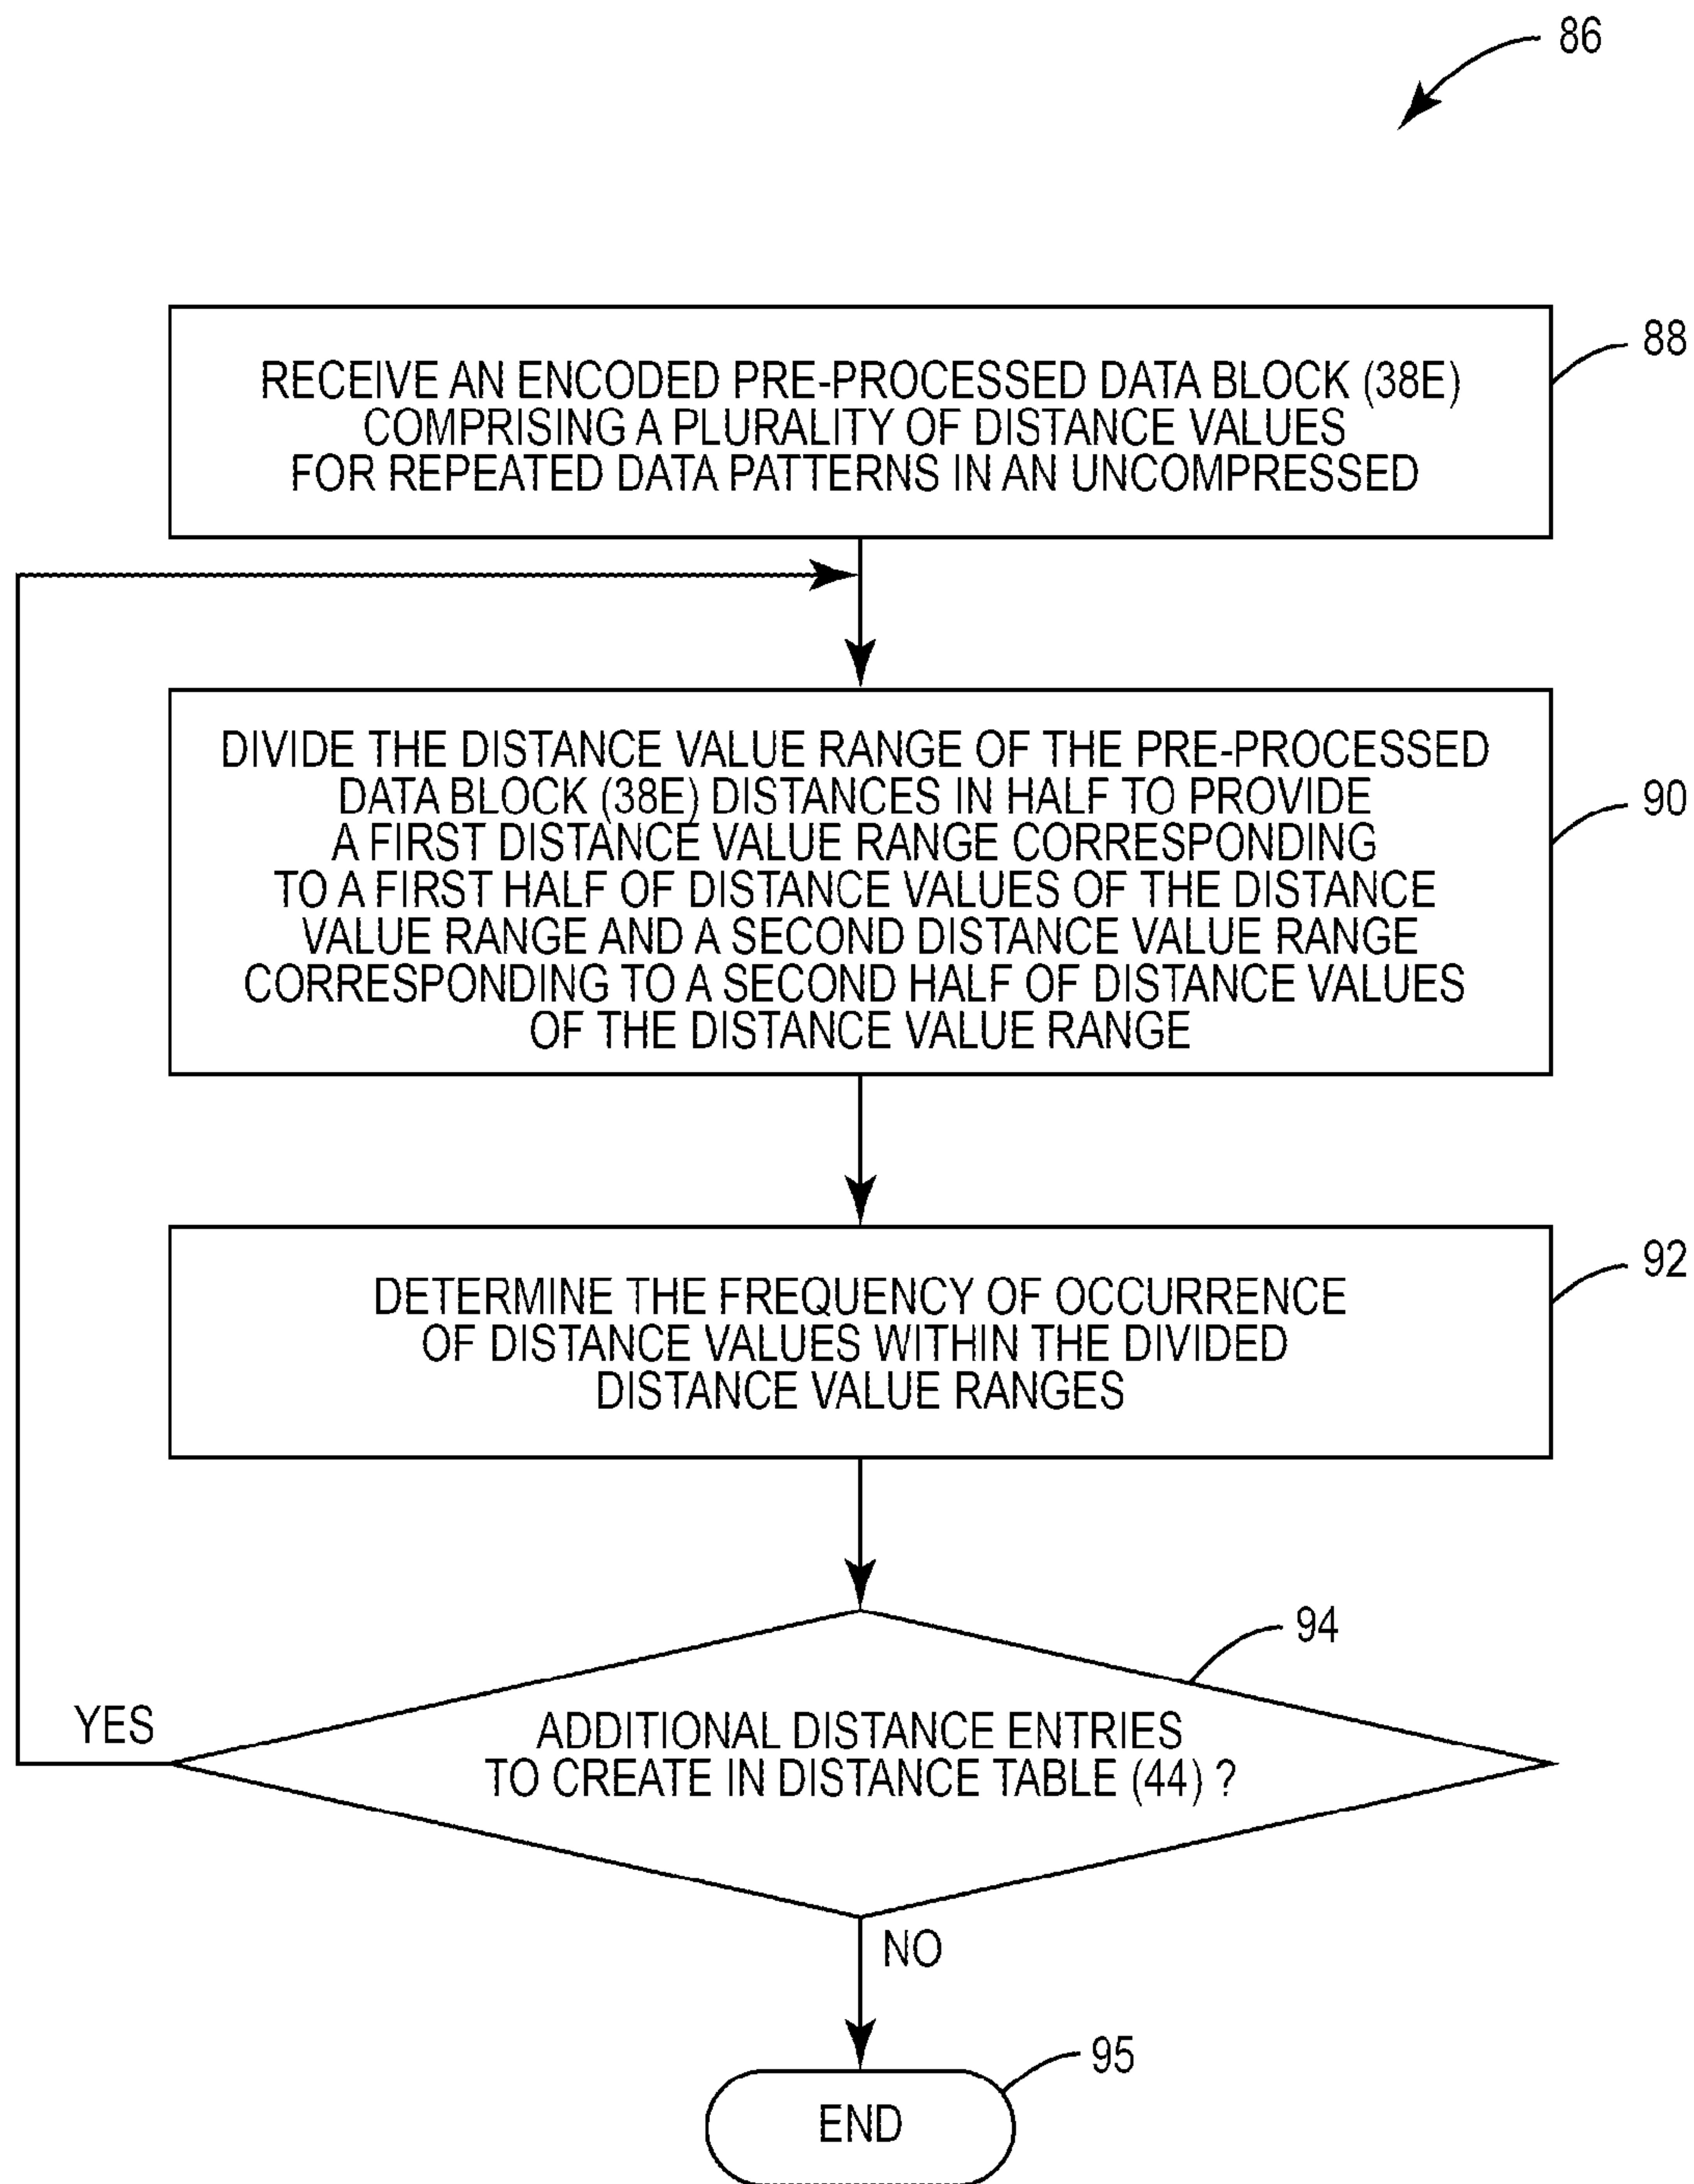 86
RECEIVE AN ENCODED PRE-PROCESSED DATA BLOCK (38E)
COMPRISING A PLURALITY OF DISTANCE VALUES
FOR REPEATED DATA PATTERNS IN AN UNCOMPRESSED
88
DIVIDE THE DISTANCE VALUE RANGE OF THE PRE-PROCESSED
DATA BLOCK (38E) DISTANCES IN HALF TO PROVIDE
A FIRST DISTANCE VALUE RANGE CORRESPONDING
TO A FIRST HALF OF DISTANCE VALUES OF THE DISTANCE
VALUE RANGE AND A SECOND DISTANCE VALUE RANGE
CORRESPONDING TO A SECOND HALF OF DISTANCE VALUES
OF THE DISTANCE VALUE RANGE
90
DETERMINE THE FREQUENCY OF OCCURRENCE
OF DISTANCE VALUES WITHIN THE DIVIDED
DISTANCE VALUE RANGES
92
94
YES
ADDITIONAL DISTANCE ENTRIES
TO CREATE IN DISTANCE TABLE (44) ?
NO
95
END